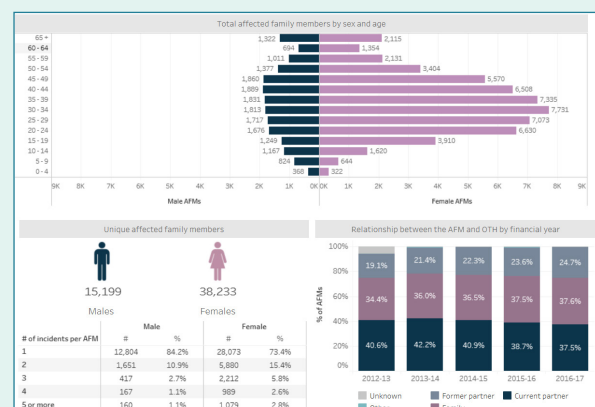 Total affected family members by sex and age
65 + 1,322 2,115
60 - 64 694 1,354
55 - 59 1,011 2,131
50 - 54 1,377 3,404
45 - 49 1,860 5,570
40 - 44 1,889 6,508
35 - 39 1,831 7,335
30 - 34 1,813 7,731
25 - 29 1,717 7,073
20 - 24 1,676 6,630
15 - 19 1,249 3,910
10 - 14 1,167 1,620
5 - 9 824 644
0 - 4 368 322
9K 8K 7K 6K 5K 4K 3K 2K 1K 0K 0K 1K 2K 3K 4K 5K 6K 7K 8K 9K
Male AFMs Female AFMs
Unique affected family members
15,199 38,233
Males Females
Male Female
# of incidents per AFM # % # %
1 12,804 84.2% 28,073 73.4%
2 1,651 10.9% 5,880 15.4%
3 417 2.7% 2,212 5.8%
4 167 1.1% 989 2.6%
5 or more 160 1.1% 1,079 2.8%
Relationship between the AFM and OTH by financial year
% of AFMs
100%
80%
60%
40%
20%
0%
19.1% 21.4% 22.3% 23.6% 24.7%
34.4% 36.0% 36.5% 37.5% 37.6%
40.6% 42.2% 40.9% 38.7% 37.5%
2012-13 2013-14 2014-15 2015-16 2016-17
Unknown Former partner Current partner
Other Family